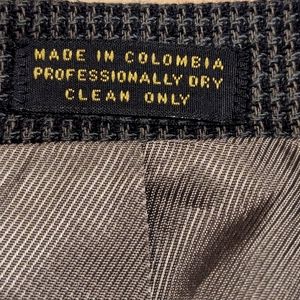 MADE IN COLOMBIA
PROFESSIONALLY DRY
CLEAN ONLY